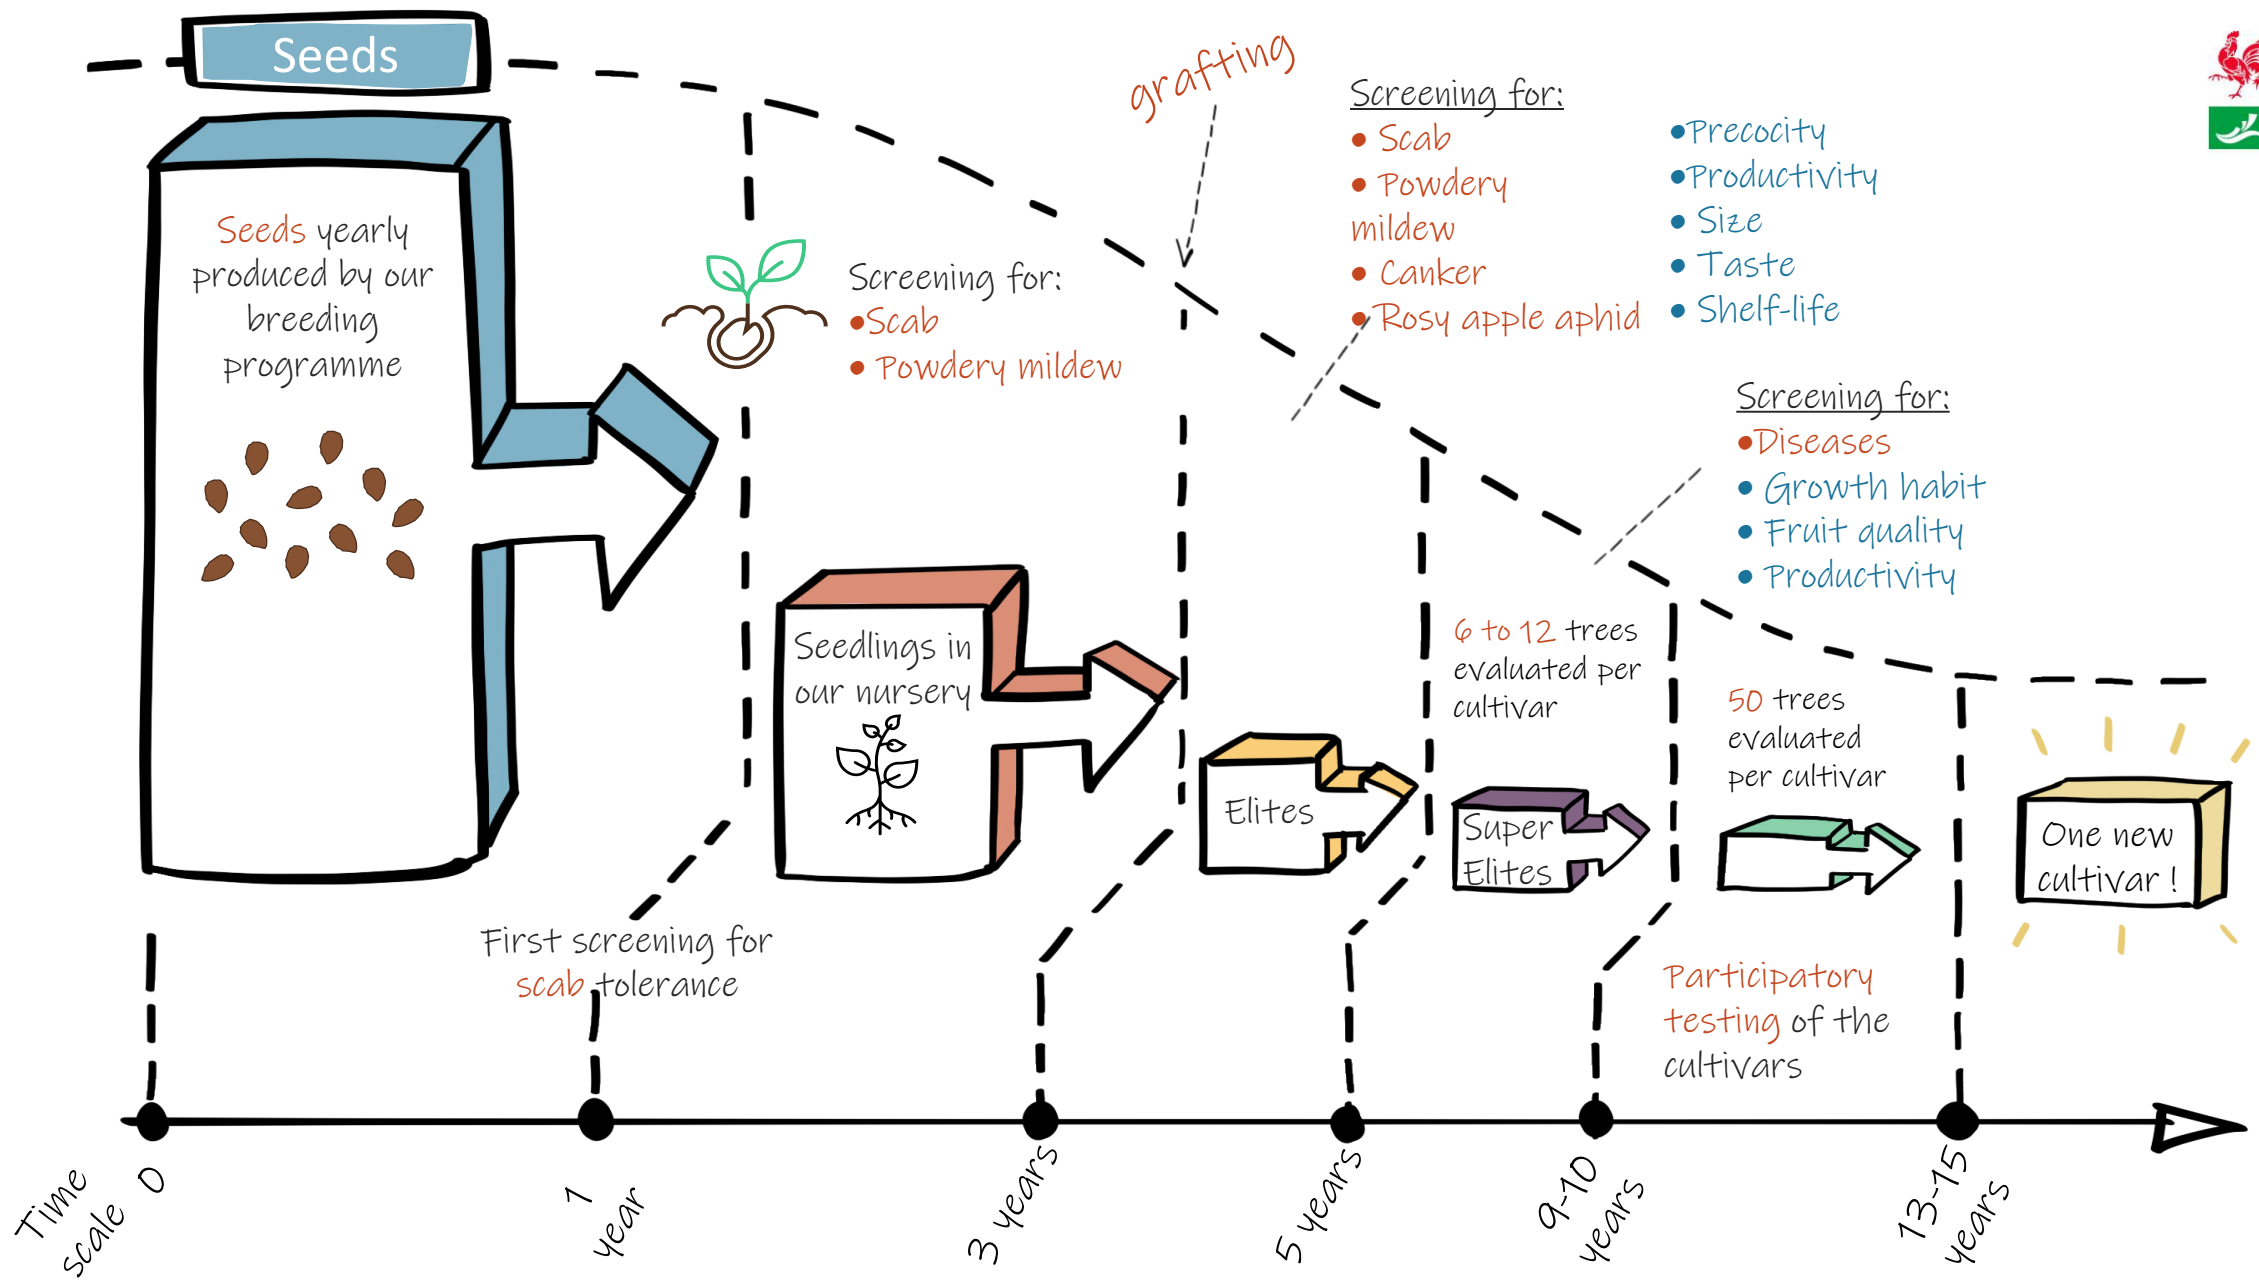 Seeds
Seeds yearly
produced by our
breeding
programme
First screening for
scab tolerance
Screening for:
•Scab
• Powdery mildew
Seedlings in
our nursery
grafting
Screening for:
• Scab
• Powdery
mildew
• Canker
• Rosy apple aphid
•Precocity
•Productivity
• Size
• Taste
• Shelf-life
Elites
6 to 12 trees
evaluated per
cultivar
Super
Elites
Screening for:
•Diseases
• Growth habit
• Fruit quality
• Productivity
50 trees
evaluated
per cultivar
Participatory
testing of the
cultivars
One new
cultivar !
Time
scale
0
1
year
3 years
5 years
9-10
years
13-15
years